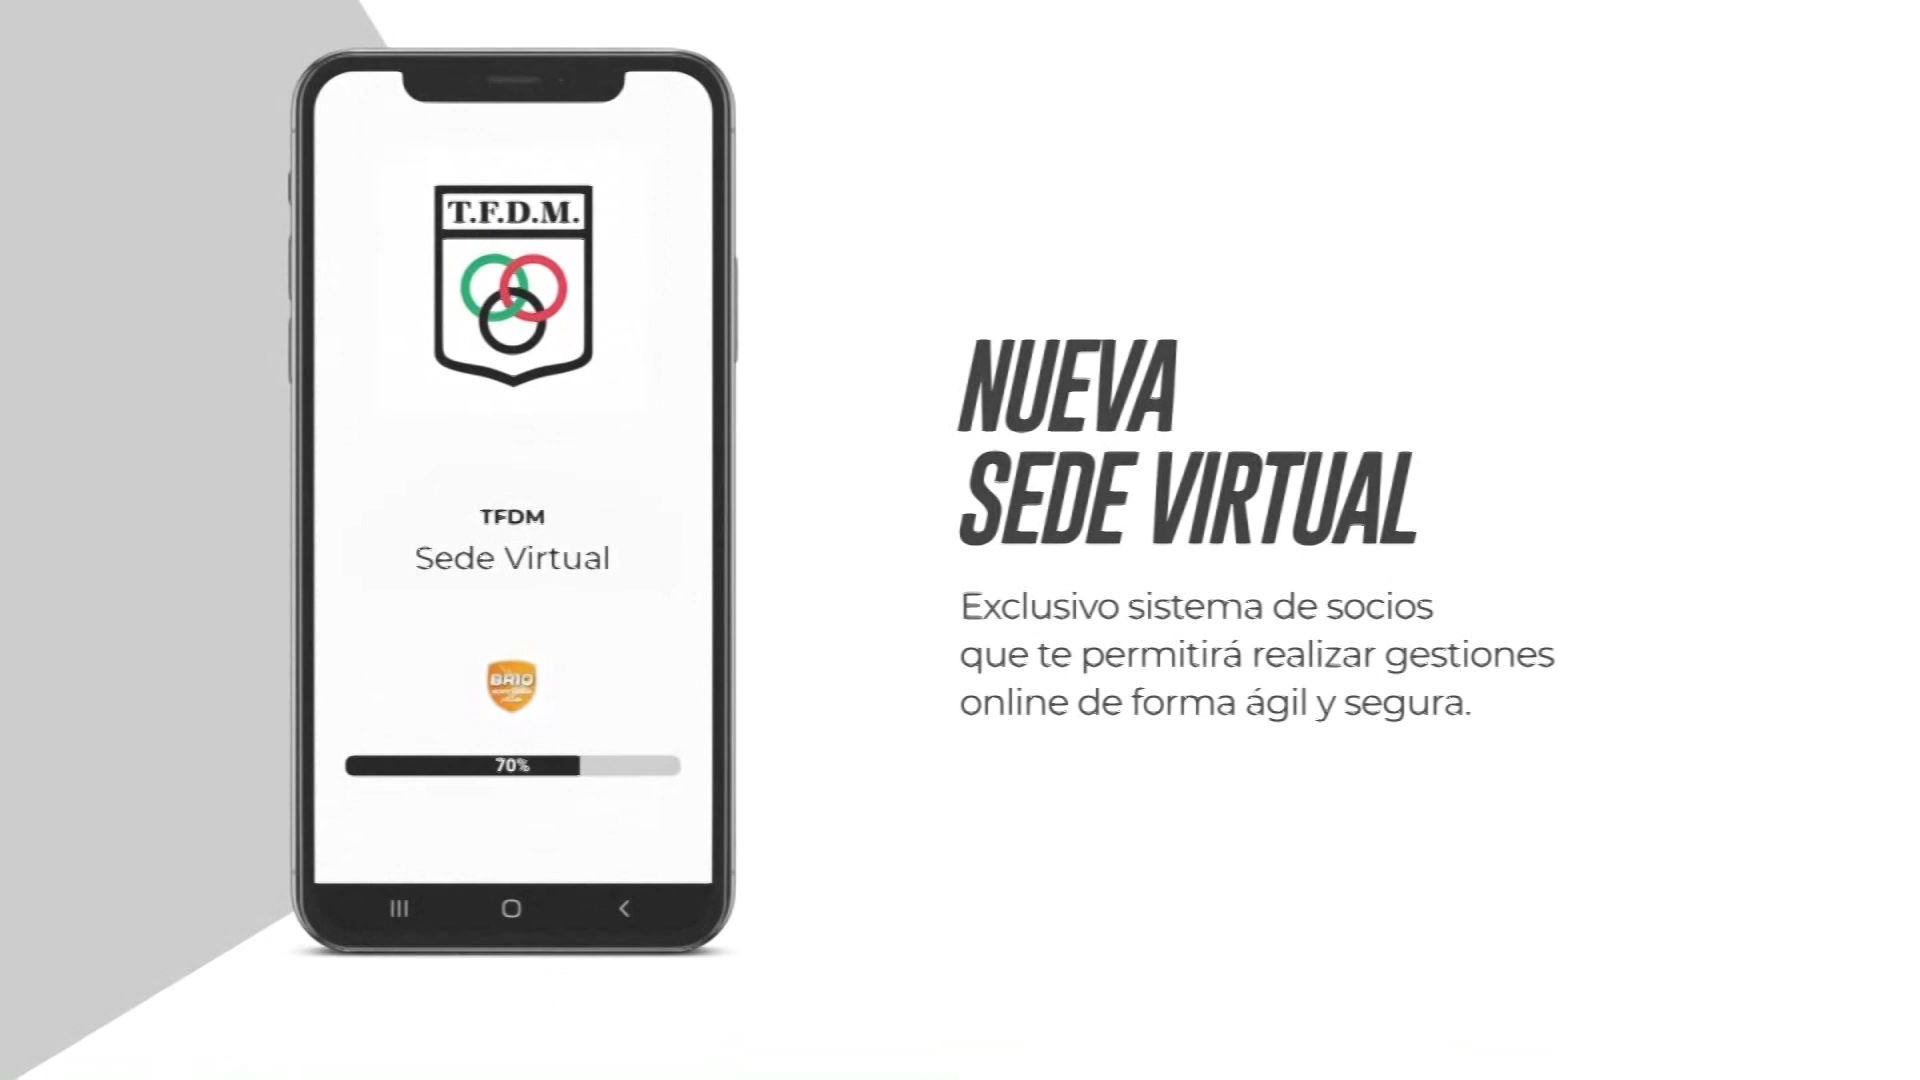 T.F.D.M.
TFDM
Sede Virtual
BRIO
70%
NUEVA
SEDE VIRTUAL
Exclusivo sistema de socios
que te permitirá realizar gestiones
online de forma ágil y segura.